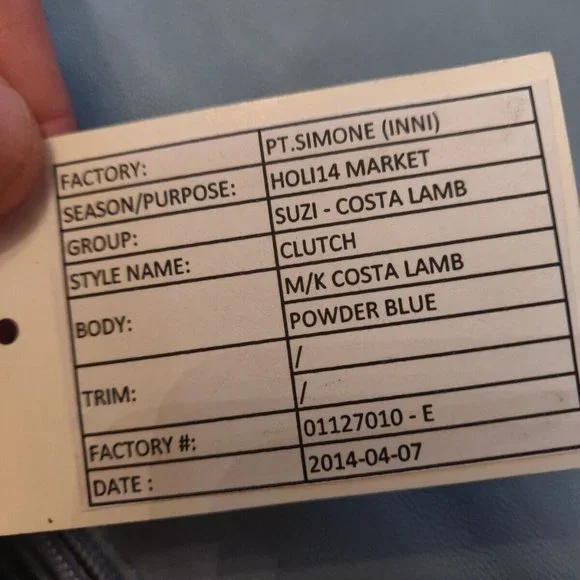 FACTORY: PT.SIMONE (INNI)
SEASON/PURPOSE: HOLI14 MARKET
GROUP: SUZI - COSTA LAMB
STYLE NAME: CLUTCH
BODY: M/K COSTA LAMB
POWDER BLUE
TRIM: /
/
FACTORY #: 01127010 - E
DATE : 2014-04-07